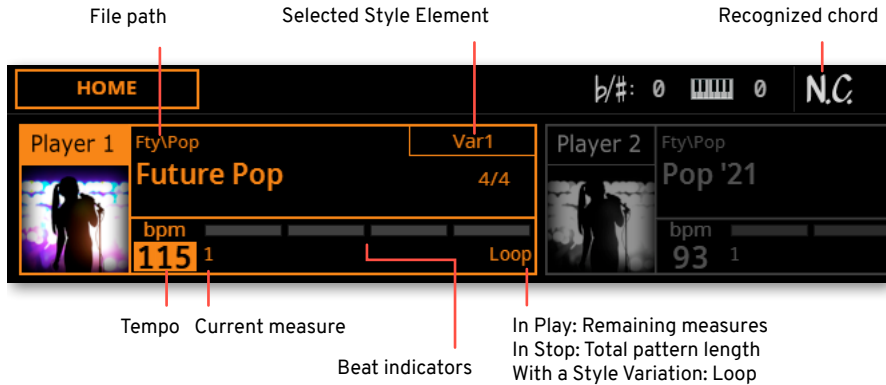 File path
Selected Style Element
Recognized chord
HOME
♭/#: 0
0
N.C.
Player 1
Fty\Pop
Var1
Future Pop
4/4
bpm
115
1
Loop
Player 2
Fty\Pop
Pop '21
bpm
93
1
Tempo
Current measure
Beat indicators
In Play: Remaining measures
In Stop: Total pattern length
With a Style Variation: Loop